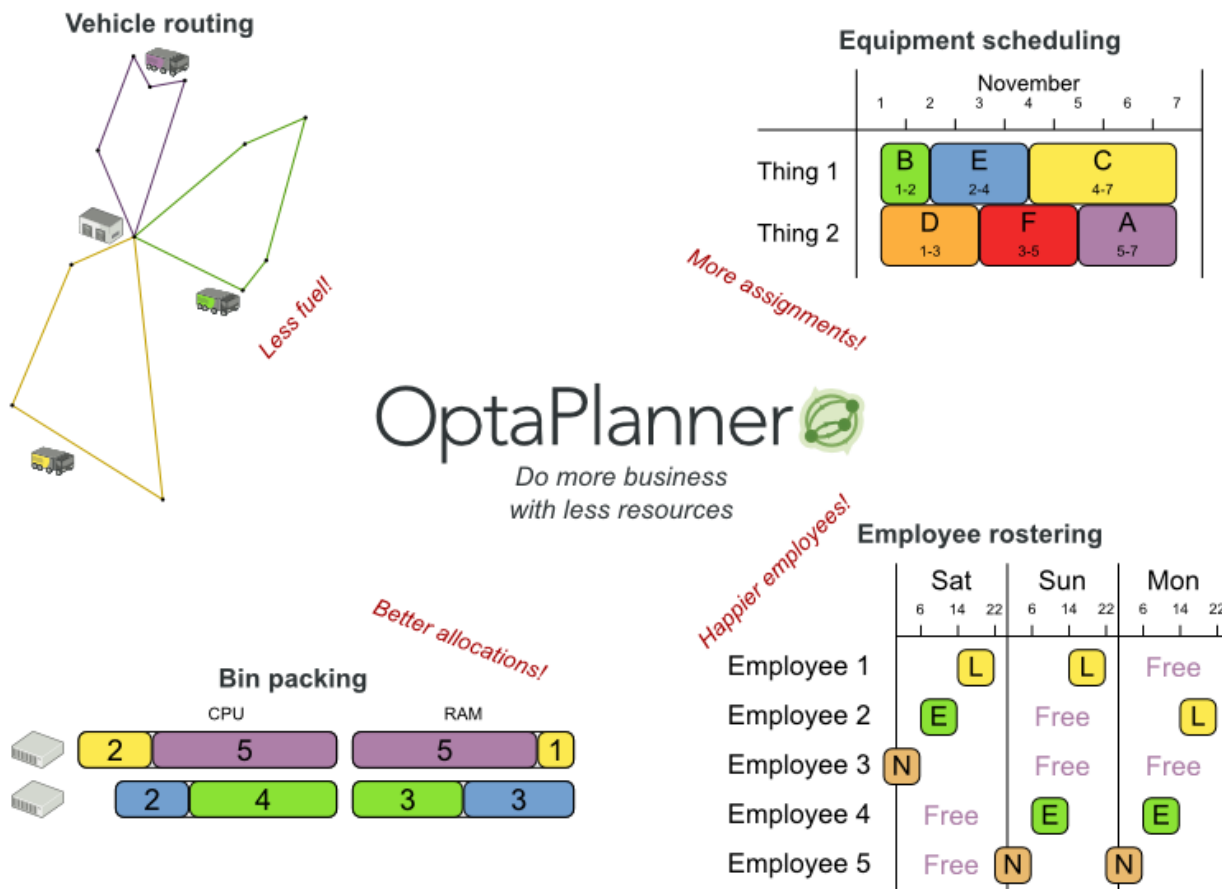 Vehicle routing
Less fuel!
Equipment scheduling
November
1 2 3 4 5 6 7
Thing 1 B E C
1-2 2-4 4-7
Thing 2 D F A
1-3 3-5 5-7
More assignments!
OptaPlanner
Do more business
with less resources
Better allocations!
Bin packing
CPU RAM
2 5 5 1
2 4 3 3
Happier employees!
Employee rostering
Sat Sun Mon
6 14 22 6 14 22 6 14 22
Employee 1 L L Free
Employee 2 E Free L
Employee 3 N Free Free
Employee 4 Free E E
Employee 5 Free N N